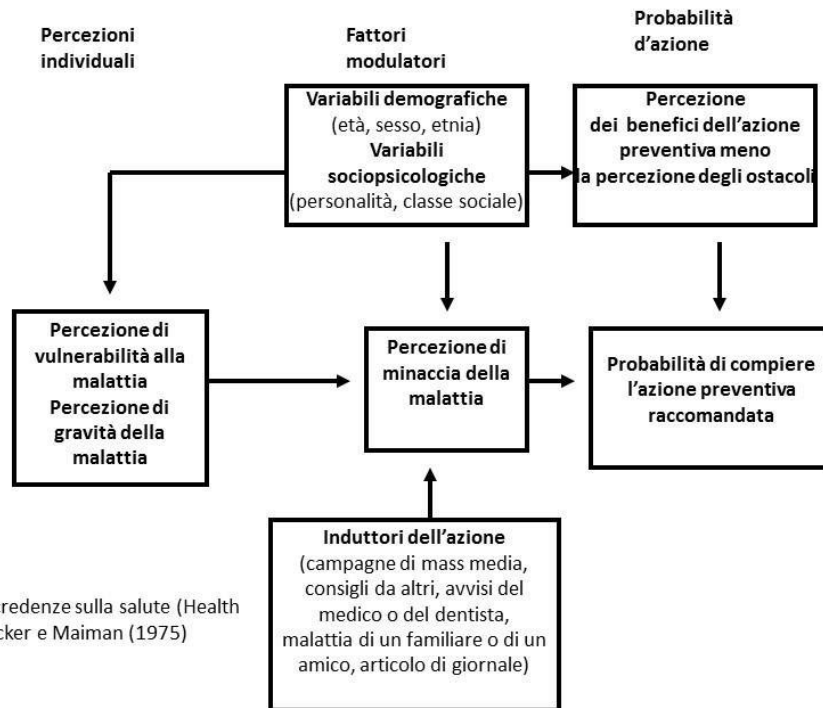 Percezioni
individuali
Fattori
modulatori
Probabilità
d'azione
Variabili demografiche
(età, sesso, etnia)
Variabili
sociopsicologiche
(personalità, classe sociale)
Percezione
dei benefici dell'azione
preventiva meno
la percezione degli ostacoli
Percezione di
vulnerabilità alla
malattia
Percezione di
gravità della
malattia
Percezione di
minaccia della
malattia
Probabilità di compiere
l'azione preventiva
raccomandata
Induttori dell'azione
(campagne di mass media,
consigli da altri, avvisi del
medico o del dentista,
malattia di un familiare o di un
amico, articolo di giornale)
credenze sulla salute (Health
cker e Maiman (1975)